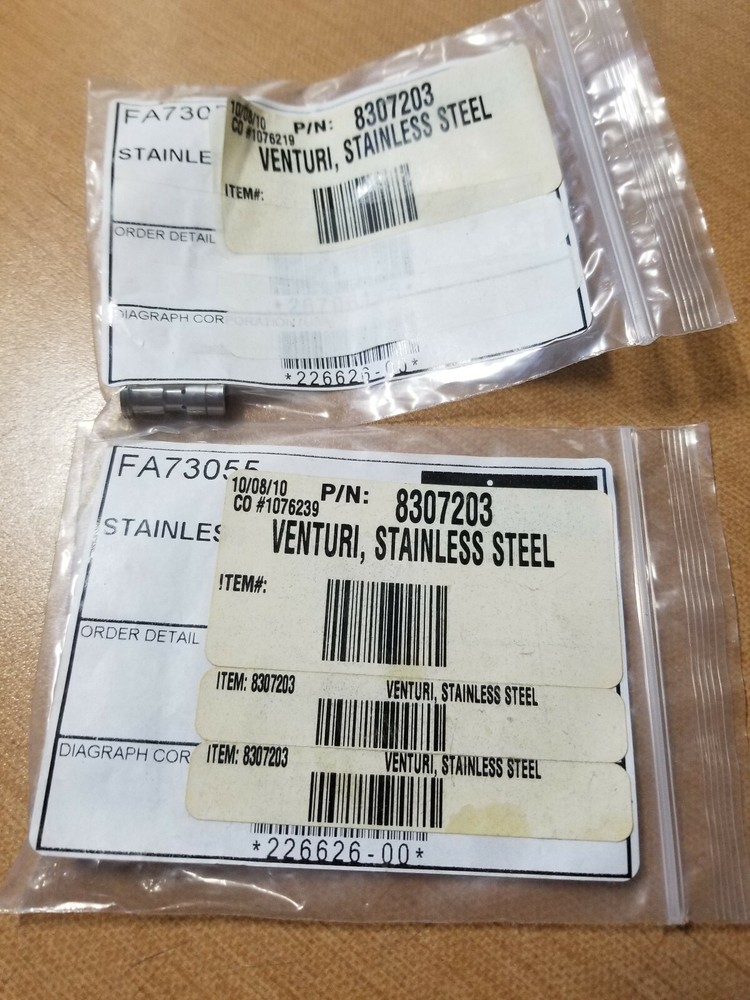 FA7305
10/08/10
CO #1076219
P/N: 8307203
VENTURI, STAINLESS STEEL
STAINLE
ITEM#:
ORDER DETAIL
DIAGRAPH CORPORATION
*226626-00*
FA73055
10/08/10
CO #1076239
P/N: 8307203
VENTURI, STAINLESS STEEL
STAINLES
ITEM#:
ORDER DETAIL
ITEM: 8307203 VENTURI, STAINLESS STEEL
DIAGRAPH COR
ITEM: 8307203 VENTURI, STAINLESS STEEL
*226626-00*